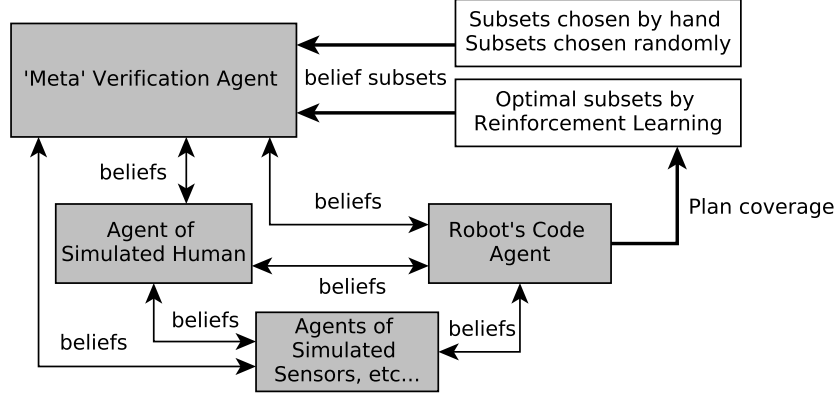 Subsets chosen by hand
Subsets chosen randomly
'Meta' Verification Agent
belief subsets
Optimal subsets by
Reinforcement Learning
beliefs
beliefs
Plan coverage
Agent of
Simulated Human
Robot's Code
Agent
beliefs
beliefs
beliefs
beliefs
Agents of
Simulated
Sensors, etc...